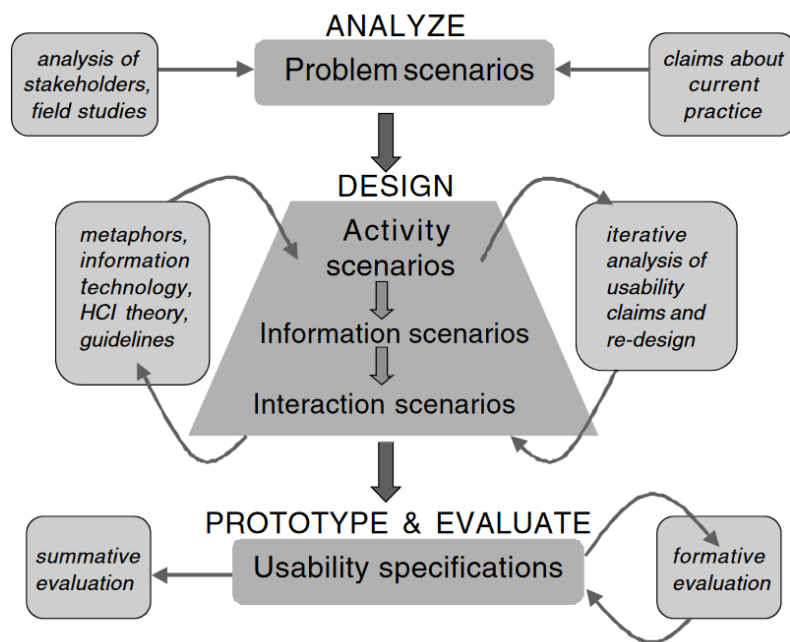 ANALYZE
analysis of
stakeholders,
field studies
Problem scenarios
claims about
current
practice
DESIGN
metaphors,
information
technology,
HCI theory,
guidelines
Activity
scenarios
Information scenarios
Interaction scenarios
iterative
analysis of
usability
claims and
re-design
PROTOTYPE & EVALUATE
summative
evaluation
Usability specifications
formative
evaluation